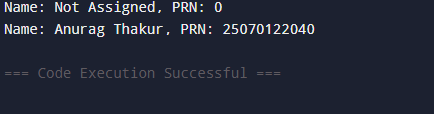 Name: Not Assigned, PRN: 0
Name: Anurag Thakur, PRN: 25070122040
=== Code Execution Successful ===